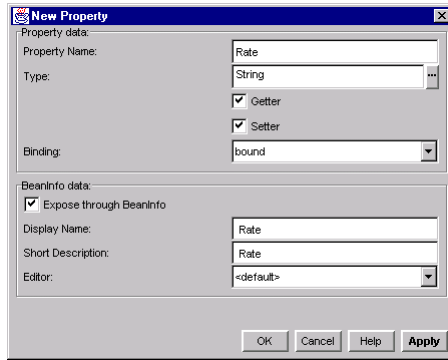 New Property
Property data:
Property Name: Rate
Type: String ...
Getter
Setter
Binding: bound
BeanInfo data:
Expose through BeanInfo
Display Name: Rate
Short Description: Rate
Editor: <default>
OK Cancel Help Apply